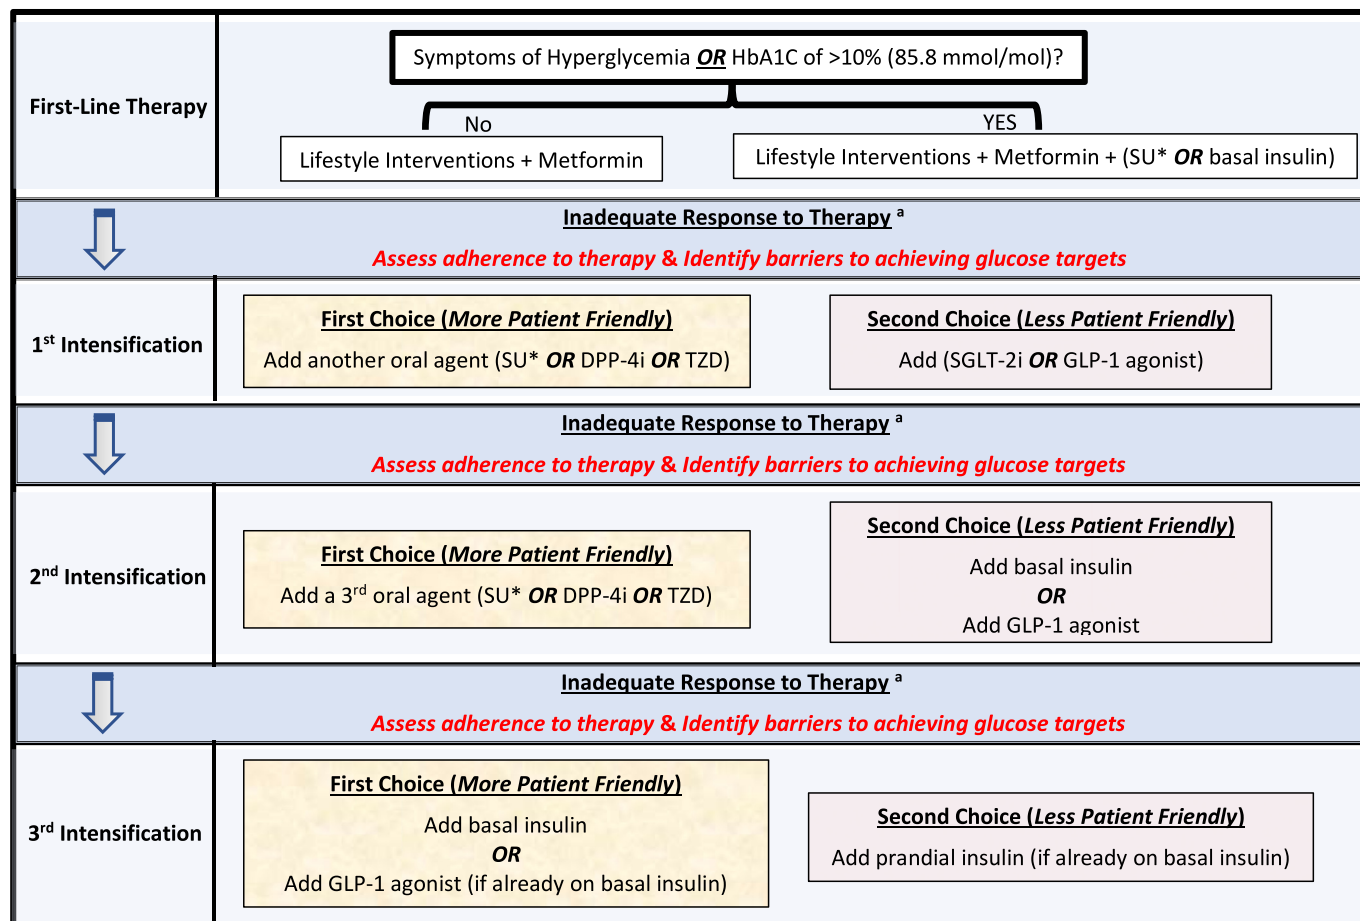 Symptoms of Hyperglycemia OR HbA1C of >10% (85.8 mmol/mol)?
First-Line Therapy
No
YES
Lifestyle Interventions + Metformin
Lifestyle Interventions + Metformin + (SU* OR basal insulin)
Inadequate Response to Therapy a
Assess adherence to therapy & Identify barriers to achieving glucose targets
1st Intensification
First Choice (More Patient Friendly)
Add another oral agent (SU* OR DPP-4i OR TZD)
Second Choice (Less Patient Friendly)
Add (SGLT-2i OR GLP-1 agonist)
Inadequate Response to Therapy a
Assess adherence to therapy & Identify barriers to achieving glucose targets
2nd Intensification
First Choice (More Patient Friendly)
Add a 3rd oral agent (SU* OR DPP-4i OR TZD)
Second Choice (Less Patient Friendly)
Add basal insulin
OR
Add GLP-1 agonist
Inadequate Response to Therapy a
Assess adherence to therapy & Identify barriers to achieving glucose targets
3rd Intensification
First Choice (More Patient Friendly)
Add basal insulin
OR
Add GLP-1 agonist (if already on basal insulin)
Second Choice (Less Patient Friendly)
Add prandial insulin (if already on basal insulin)